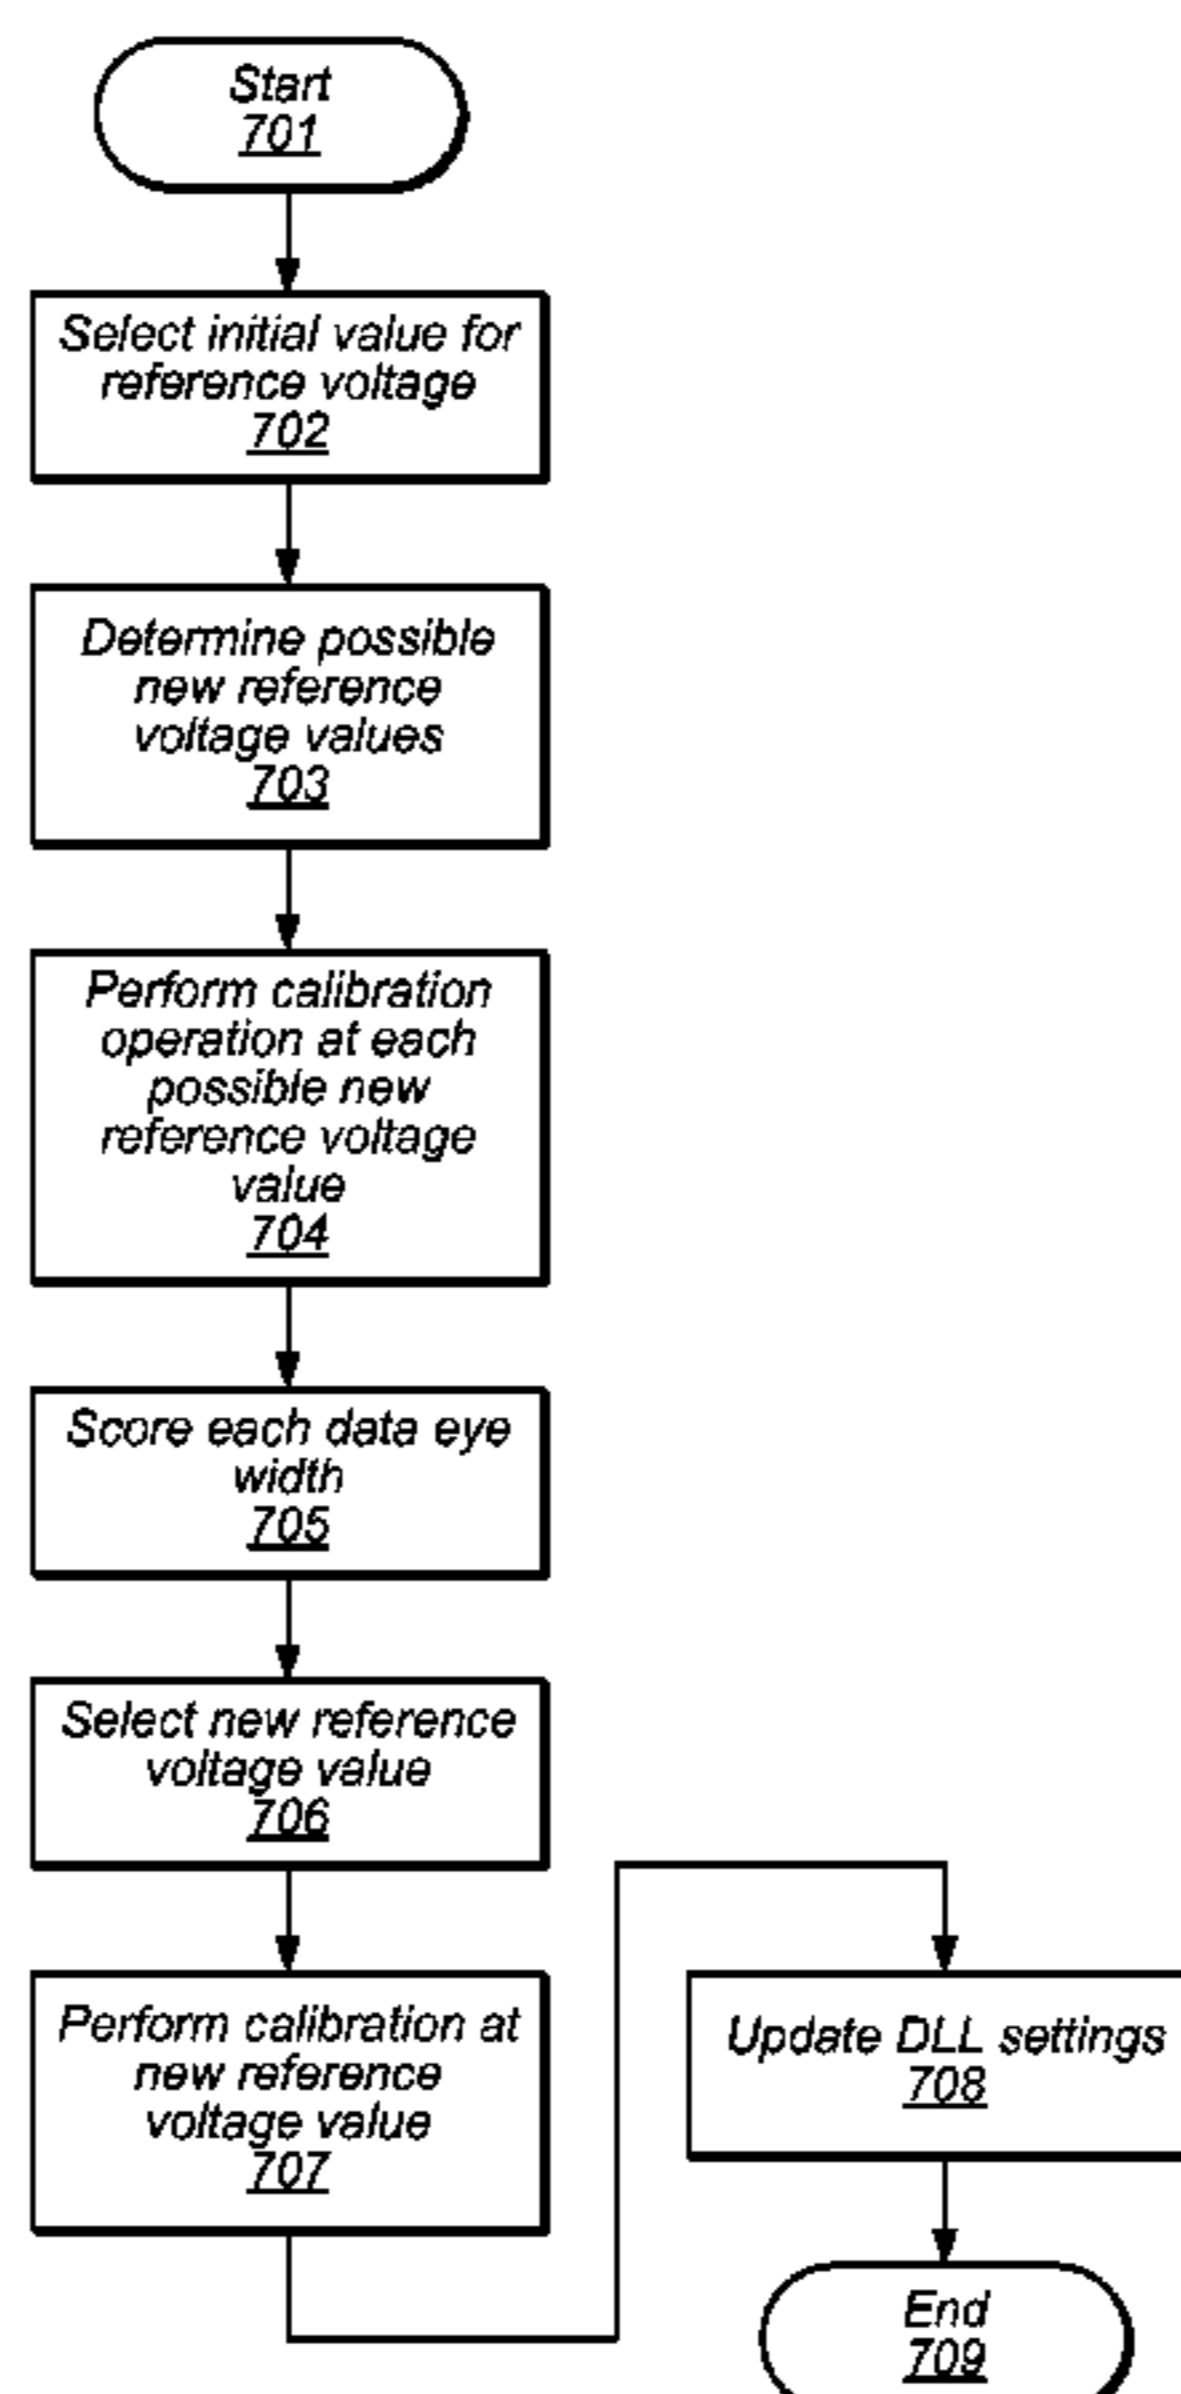 Start
701
Select initial value for
reference voltage
702
Determine possible
new reference
voltage values
703
Perform calibration
operation at each
possible new
reference voltage
value
704
Score each data eye
width
705
Select new reference
voltage value
706
Perform calibration at
new reference
voltage value
707
Update DLL settings
708
End
709